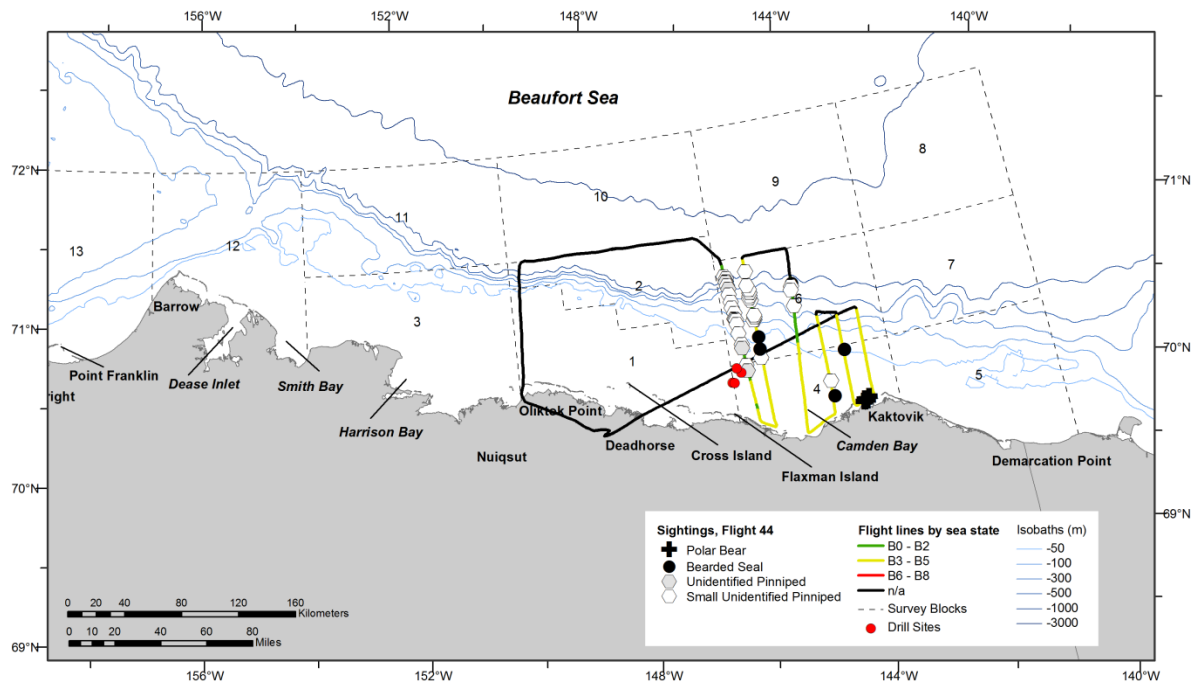 156°W 152°W 148°W 144°W 140°W
Beaufort Sea
8
72°N 71°N
9
10
11
12
13
7
2
6
Barrow
3
71°N 70°N
1
Point Franklin
Dease Inlet
Smith Bay
5
4
right
Oliktok Point
Kaktovik
Harrison Bay
Deadhorse
Camden Bay
Nuiqsut
Cross Island
Demarcation Point
Flaxman Island
70°N 69°N
Sightings, Flight 44
Polar Bear
Bearded Seal
Unidentified Pinniped
Small Unidentified Pinniped
Flight lines by sea state
B0 - B2
B3 - B5
B6 - B8
n/a
Survey Blocks
Drill Sites
Isobaths (m)
-50
-100
-300
-500
-1000
-3000
0 20 40 80 120 160
Kilometers
0 10 20 40 60 80
Miles
69°N
156°W 152°W 148°W 144°W 140°W